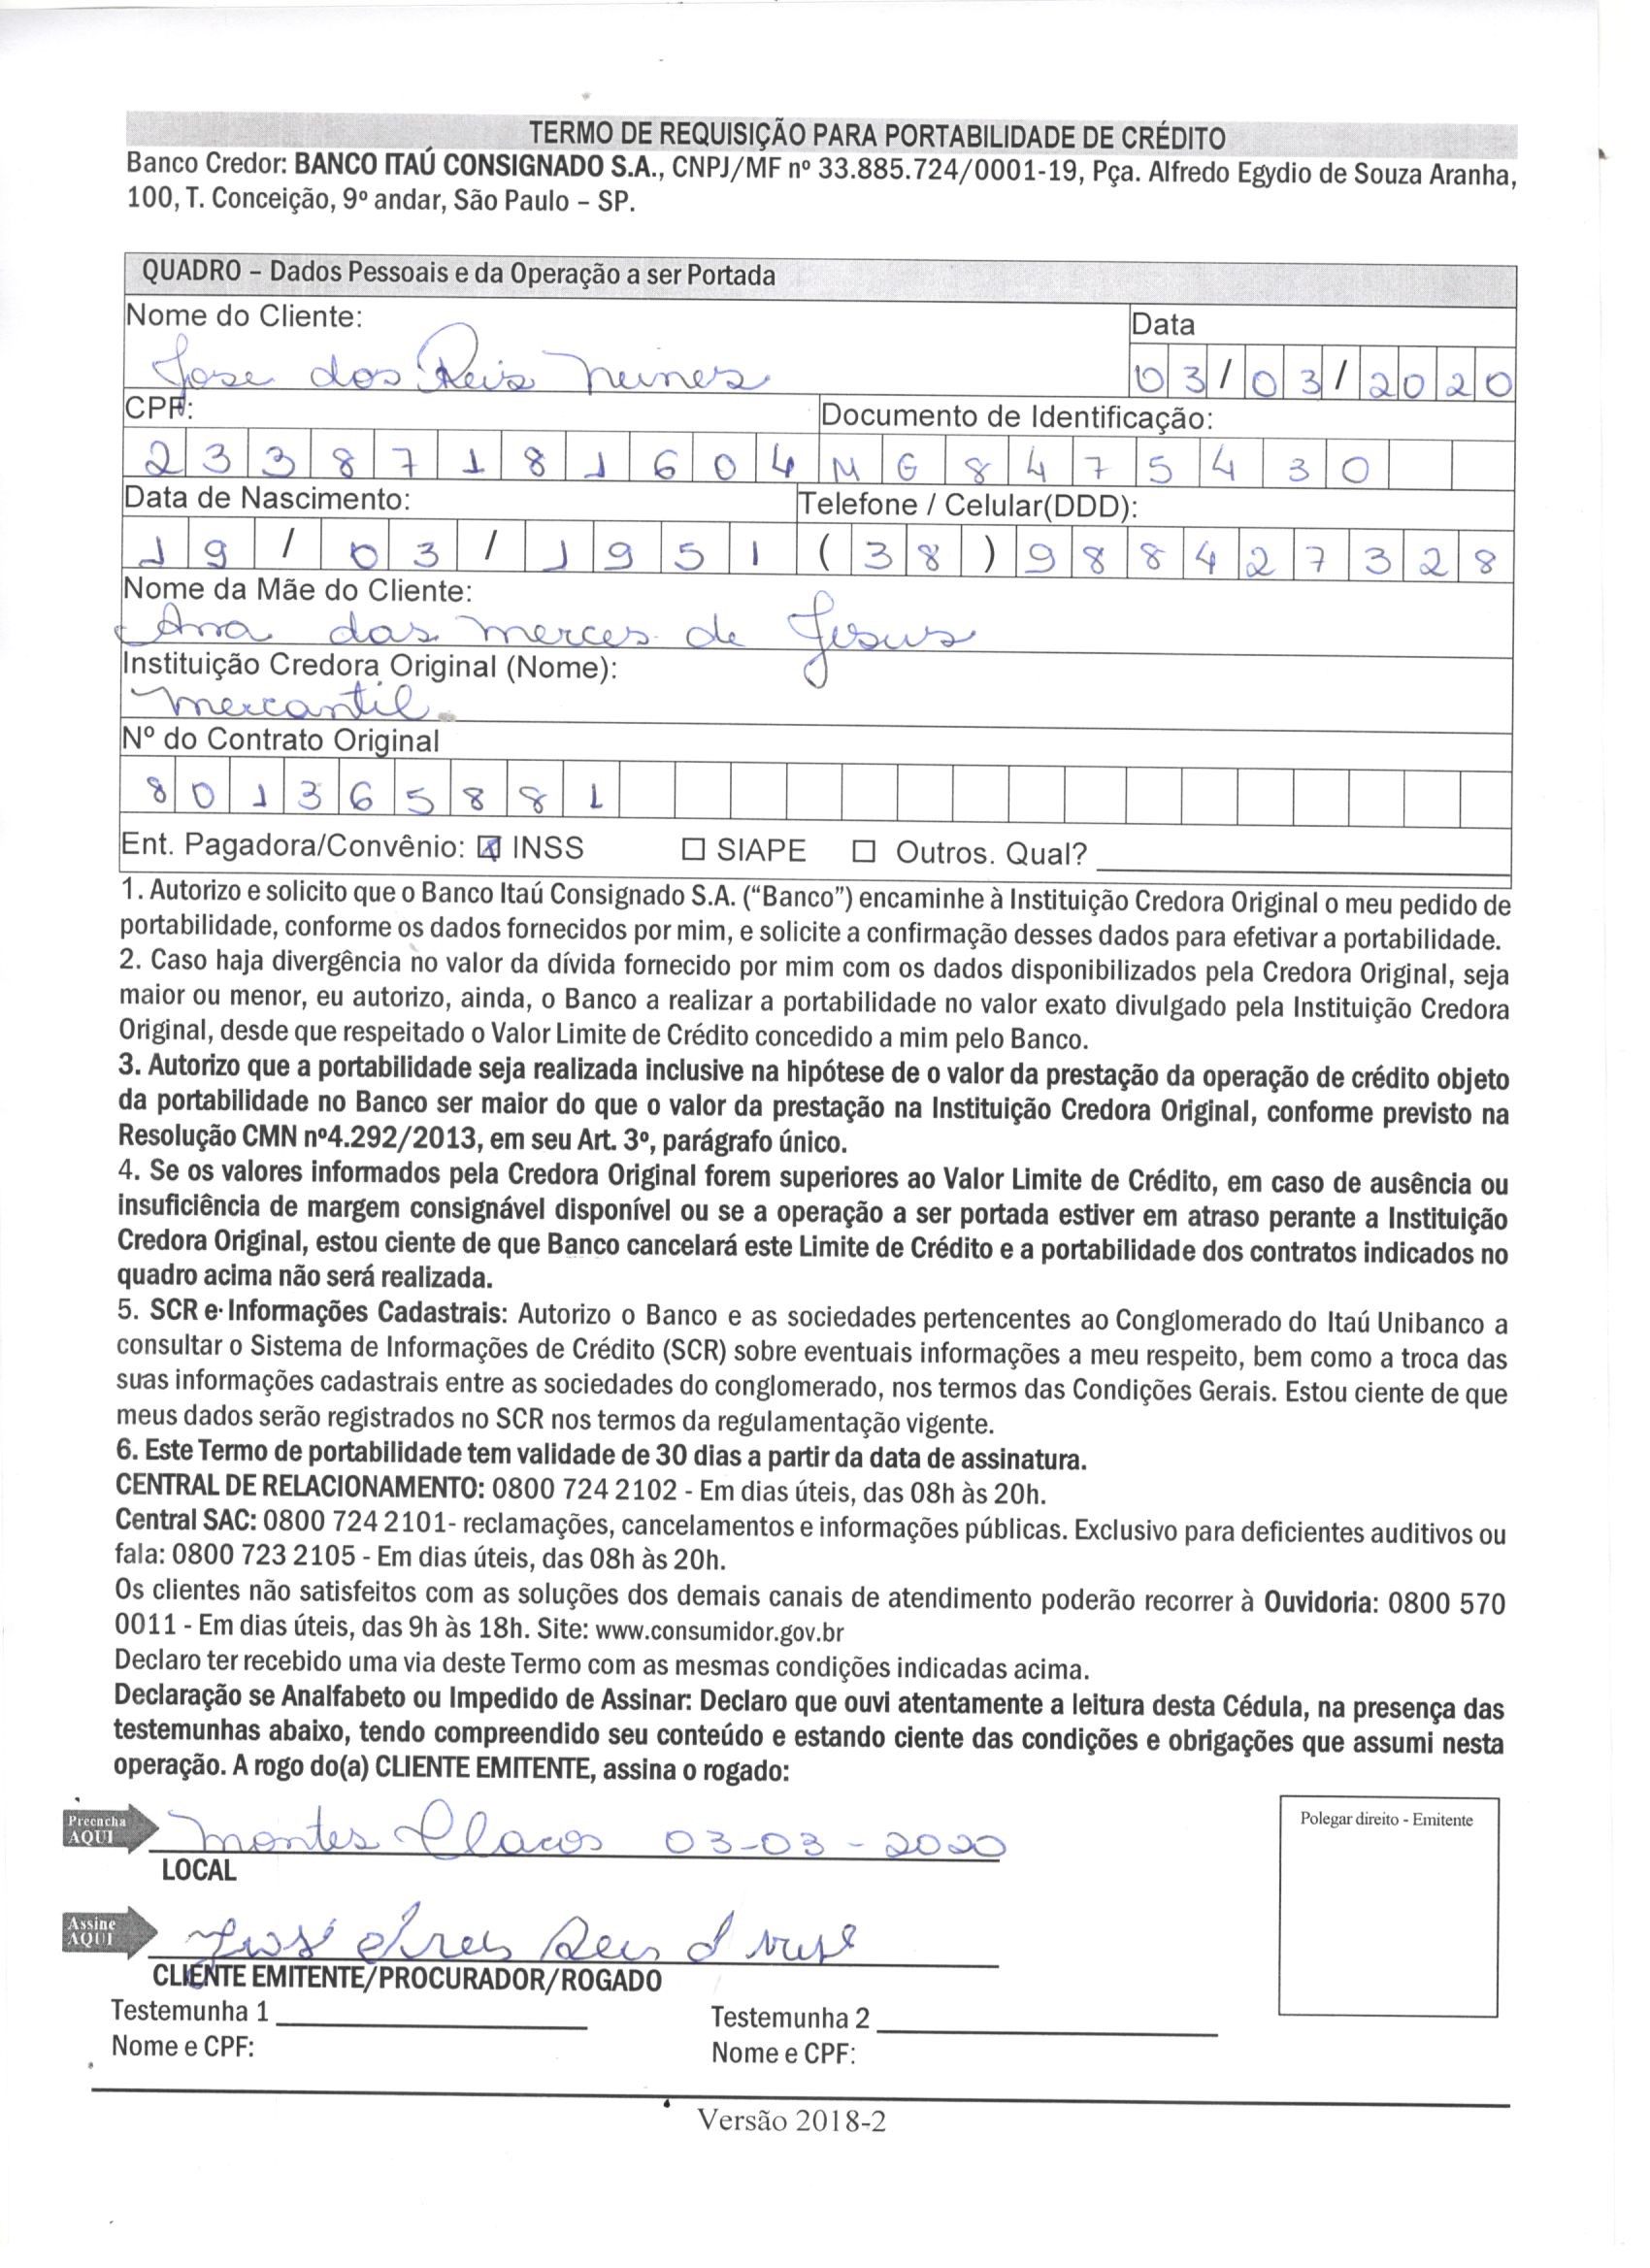 TERMO DE REQUISIÇÃO PARA PORTABILIDADE DE CRÉDITO
Banco Credor: BANCO ITAÚ CONSIGNADO S.A., CNPJ/MF nº 33.885.724/0001-19, Pça. Alfredo Egydio de Souza Aranha,
100, T. Conceição, 9º andar, São Paulo – SP.
QUADRO – Dados Pessoais e da Operação a ser Portada
Nome do Cliente:
Data
Jose dos Reis Nunes
03/03/2020
CPF:
Documento de Identificação:
23387181604
MG8475430
Data de Nascimento:
Telefone / Celular(DDD):
19/03/1951
(38)988427328
Nome da Mãe do Cliente:
Ana das merces de Jesus
Instituição Credora Original (Nome):
mercantil
Nº do Contrato Original
801365881
Ent. Pagadora/Convênio: ☒ INSS ☐ SIAPE ☐ Outros. Qual?
1. Autorizo e solicito que o Banco Itaú Consignado S.A. (“Banco”) encaminhe à Instituição Credora Original o meu pedido de
portabilidade, conforme os dados fornecidos por mim, e solicite a confirmação desses dados para efetivar a portabilidade.
2. Caso haja divergência no valor da dívida fornecido por mim com os dados disponibilizados pela Credora Original, seja
maior ou menor, eu autorizo, ainda, o Banco a realizar a portabilidade no valor exato divulgado pela Instituição Credora
Original, desde que respeitado o Valor Limite de Crédito concedido a mim pelo Banco.
3. Autorizo que a portabilidade seja realizada inclusive na hipótese de o valor da prestação da operação de crédito objeto
da portabilidade no Banco ser maior do que o valor da prestação na Instituição Credora Original, conforme previsto na
Resolução CMN nº4.292/2013, em seu Art. 3º, parágrafo único.
4. Se os valores informados pela Credora Original forem superiores ao Valor Limite de Crédito, em caso de ausência ou
insuficiência de margem consignável disponível ou se a operação a ser portada estiver em atraso perante a Instituição
Credora Original, estou ciente de que Banco cancelará este Limite de Crédito e a portabilidade dos contratos indicados no
quadro acima não será realizada.
5. SCR e Informações Cadastrais: Autorizo o Banco e as sociedades pertencentes ao Conglomerado do Itaú Unibanco a
consultar o Sistema de Informações de Crédito (SCR) sobre eventuais informações a meu respeito, bem como a troca das
suas informações cadastrais entre as sociedades do conglomerado, nos termos das Condições Gerais. Estou ciente de que
meus dados serão registrados no SCR nos termos da regulamentação vigente.
6. Este Termo de portabilidade tem validade de 30 dias a partir da data de assinatura.
CENTRAL DE RELACIONAMENTO: 0800 724 2102 - Em dias úteis, das 08h às 20h.
Central SAC: 0800 724 2101- reclamações, cancelamentos e informações públicas. Exclusivo para deficientes auditivos ou
fala: 0800 723 2105 - Em dias úteis, das 08h às 20h.
Os clientes não satisfeitos com as soluções dos demais canais de atendimento poderão recorrer à Ouvidoria: 0800 570
0011 - Em dias úteis, das 9h às 18h. Site: www.consumidor.gov.br
Declaro ter recebido uma via deste Termo com as mesmas condições indicadas acima.
Declaração se Analfabeto ou Impedido de Assinar: Declaro que ouvi atentamente a leitura desta Cédula, na presença das
testemunhas abaixo, tendo compreendido seu conteúdo e estando ciente das condições e obrigações que assumi nesta
operação. A rogo do(a) CLIENTE EMITENTE, assina o rogado:
Polegar direito - Emitente
Preencha
AQUI
montes Claros 03-03-2020
LOCAL
Assine
AQUI
José Reis
CLIENTE EMITENTE/PROCURADOR/ROGADO
Testemunha 1
Testemunha 2
Nome e CPF:
Nome e CPF:
Versão 2018-2